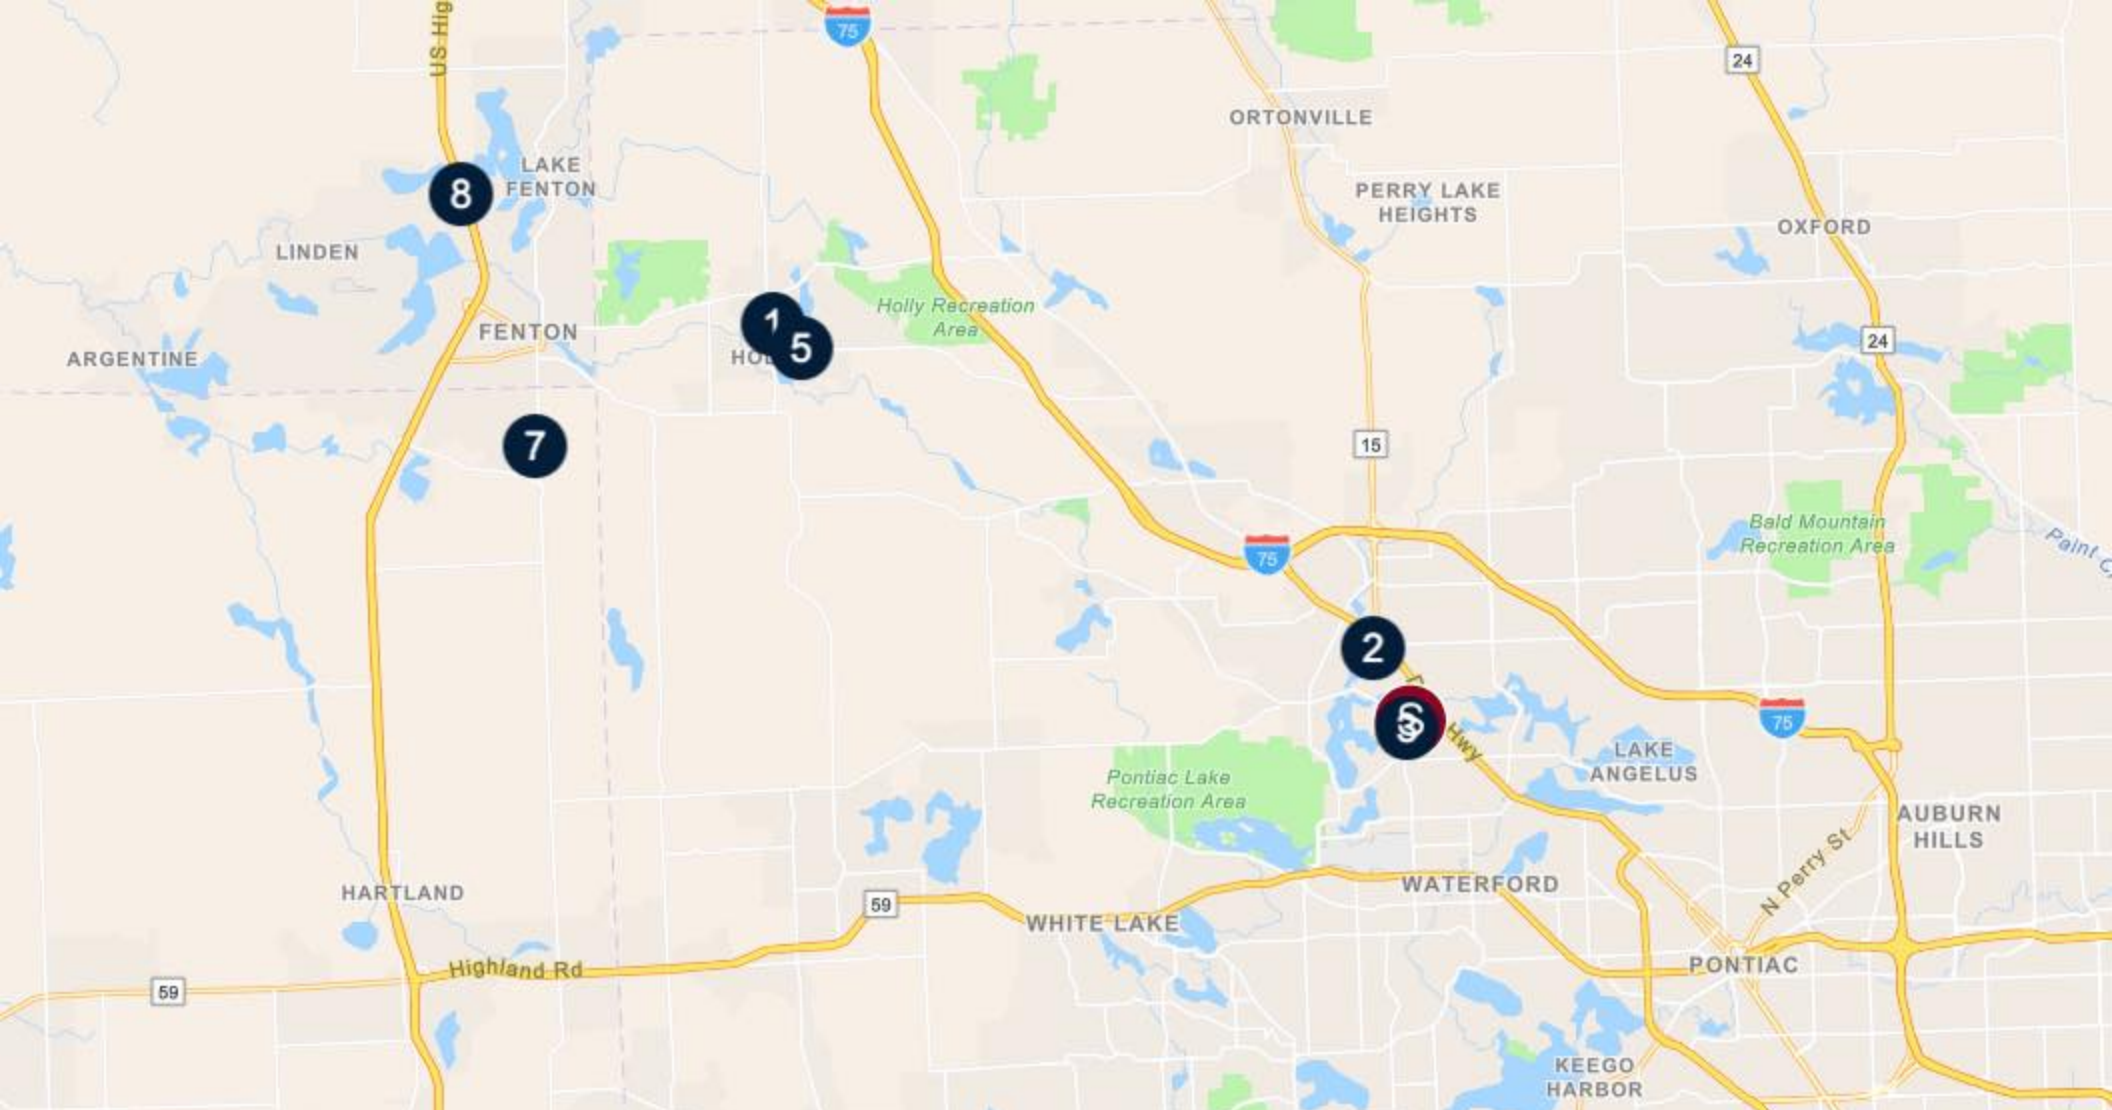 US Hig
75
24
ORTONVILLE
LAKE
FENTON
8
PERRY LAKE
HEIGHTS
OXFORD
LINDEN
Holly Recreation
Area
1
5
FENTON
24
ARGENTINE
7
15
Bald Mountain
Recreation Area
Paint C
75
2
75
Hwy
LAKE
ANGELUS
Pontiac Lake
Recreation Area
AUBURN
HILLS
N Perry St
HARTLAND
WATERFORD
59
WHITE LAKE
PONTIAC
Highland Rd
59
KEEGO
HARBOR